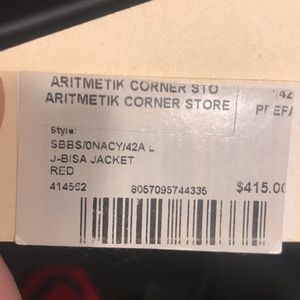 ARITMETIK CORNER STO
ARITMETIK CORNER STORE
Style:
SBBS/0NACY/42A L
J-BISA JACKET
RED
414562 8057095744335 $415.00